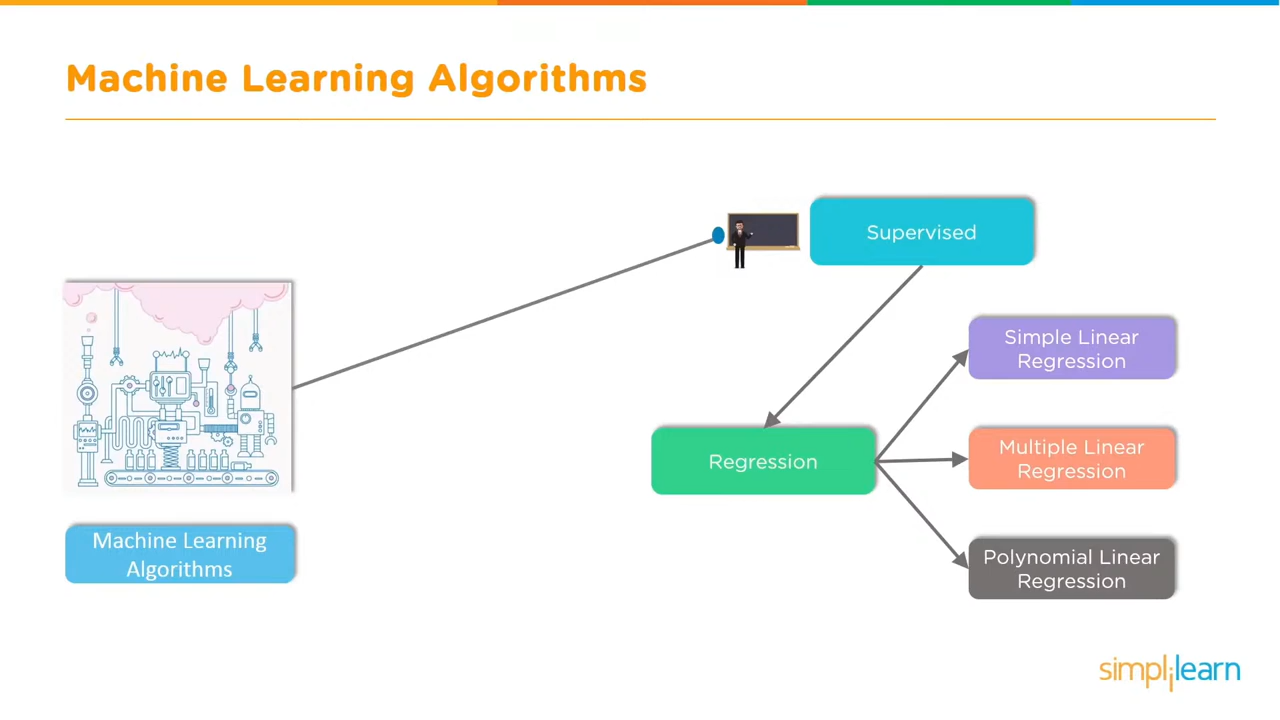 Machine Learning Algorithms
Supervised
Simple Linear
Regression
Multiple Linear
Regression
Regression
Polynomial Linear
Regression
Machine Learning
Algorithms
simplilearn